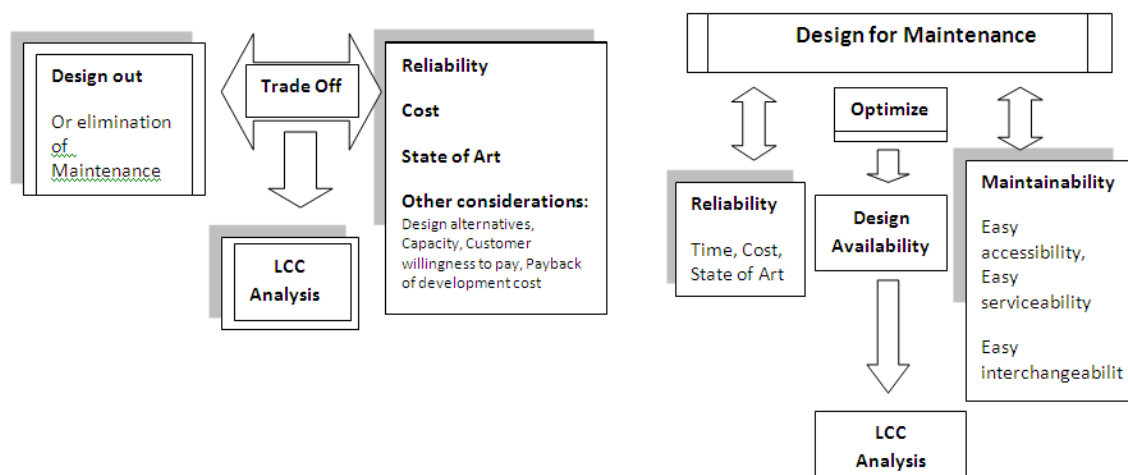 Design out
Or elimination
of
Maintenance
Trade Off
Reliability
Cost
State of Art
Other considerations:
Design alternatives,
Capacity, Customer
willingness to pay, Payback
of development cost
LCC
Analysis
Design for Maintenance
Optimize
Reliability
Time, Cost,
State of Art
Design
Availability
Maintainability
Easy
accessibility,
Easy
serviceability
Easy
interchangeabilit
LCC
Analysis